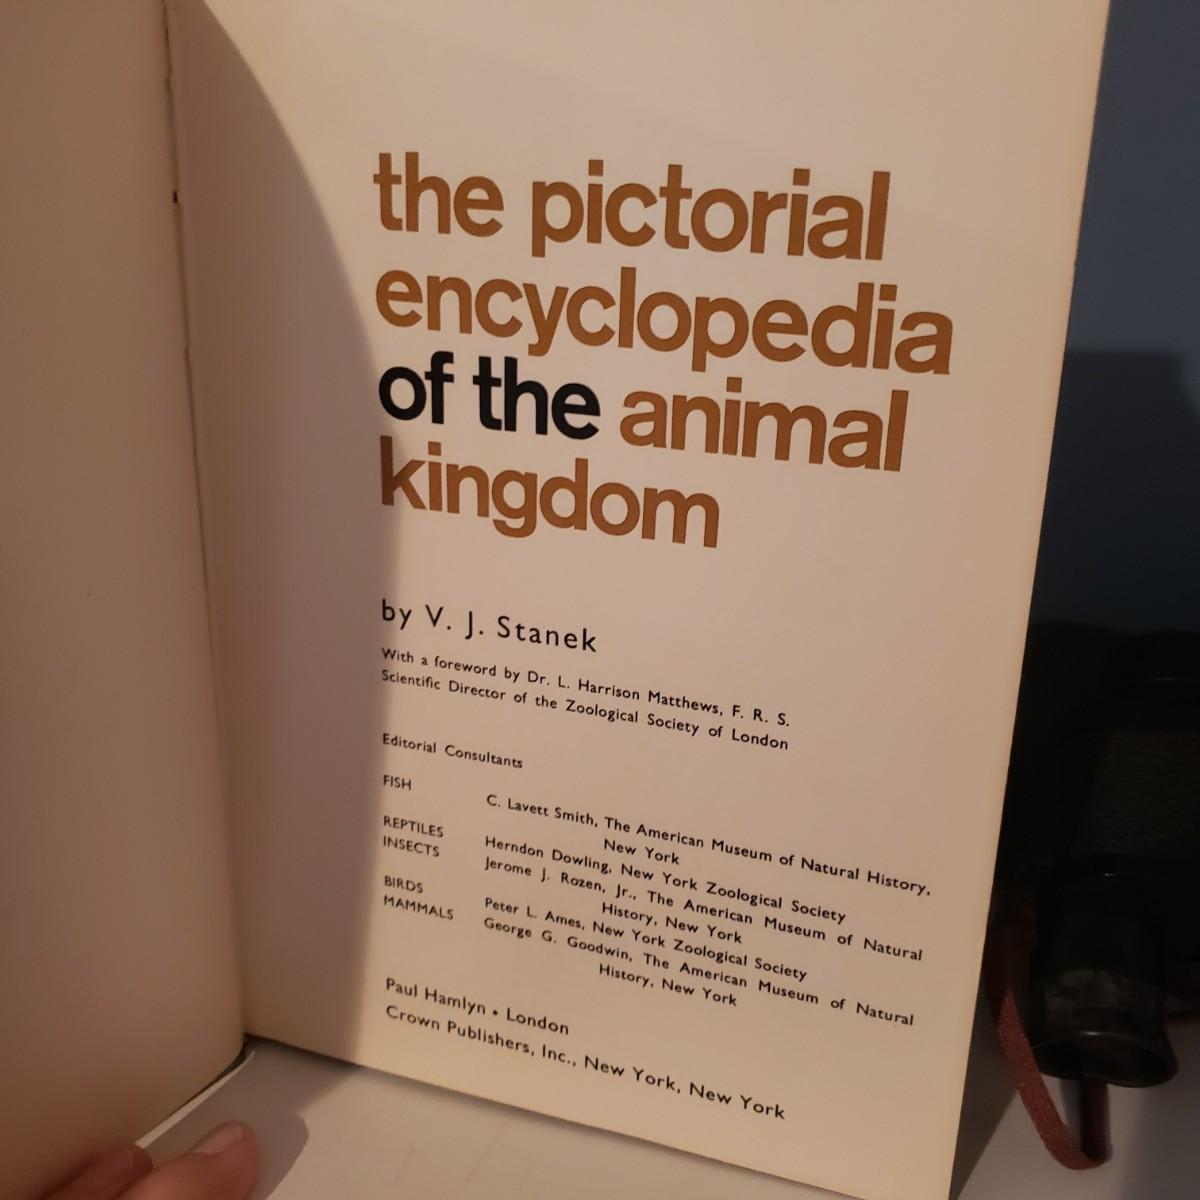 the pictorial
encyclopedia
of the animal
kingdom
by V. J. Stanek
With a foreword by Dr. L. Harrison Matthews, F. R. S.
Scientific Director of the Zoological Society of London
Editorial Consultants
FISH C. Lavett Smith, The American Museum of Natural History,
New York
REPTILES Herndon Dowling, New York Zoological Society
INSECTS Jerome J. Rozen, Jr., The American Museum of Natural
History, New York
BIRDS Peter L. Ames, New York Zoological Society
MAMMALS George G. Goodwin, The American Museum of Natural
History, New York
Paul Hamlyn • London
Crown Publishers, Inc., New York, New York